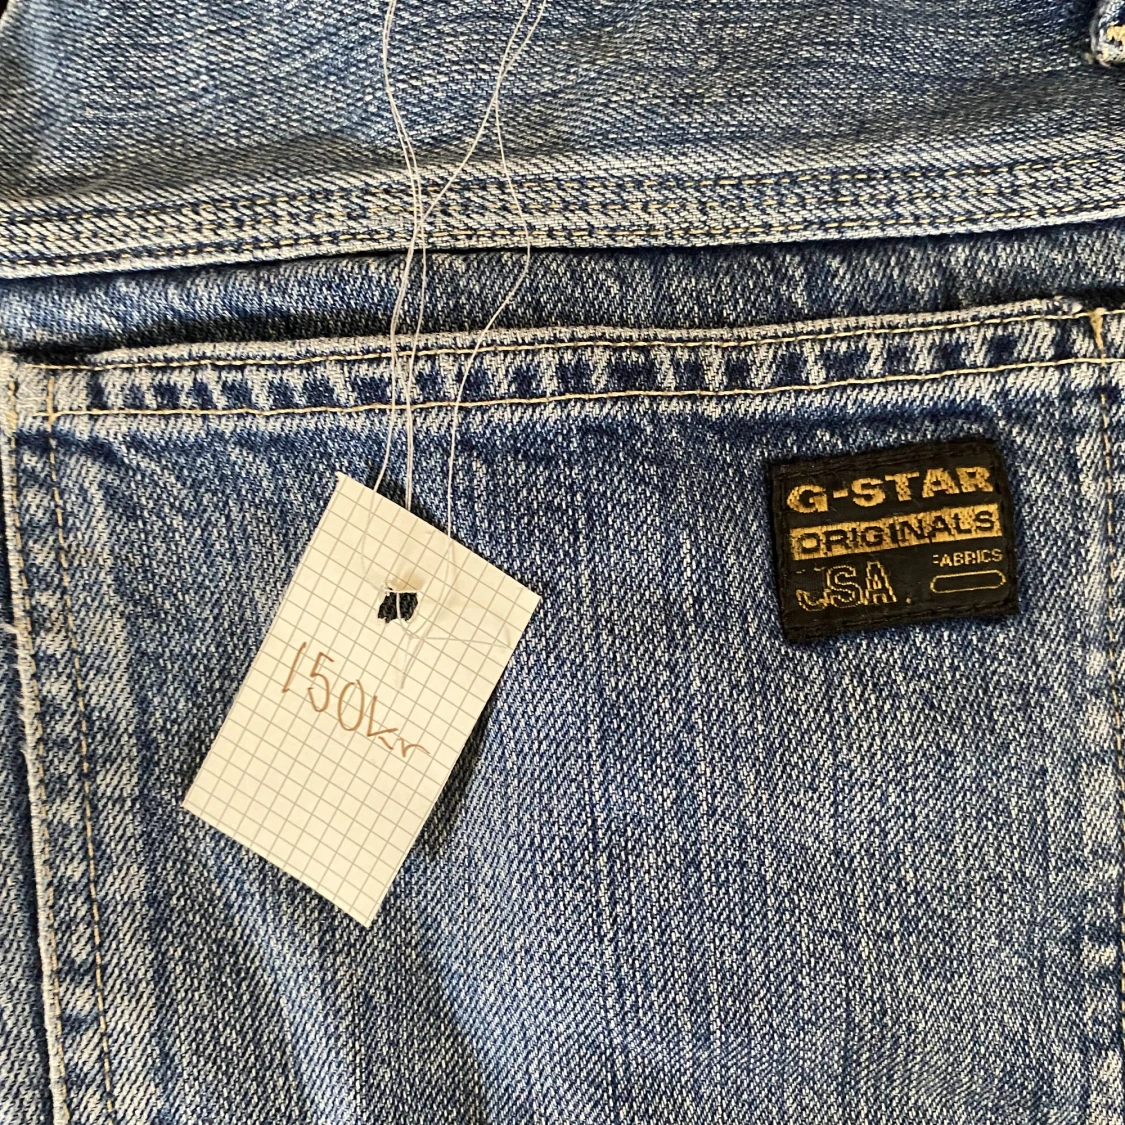 150kr
G-STAR
ORIGINALS
USA. FABRICS